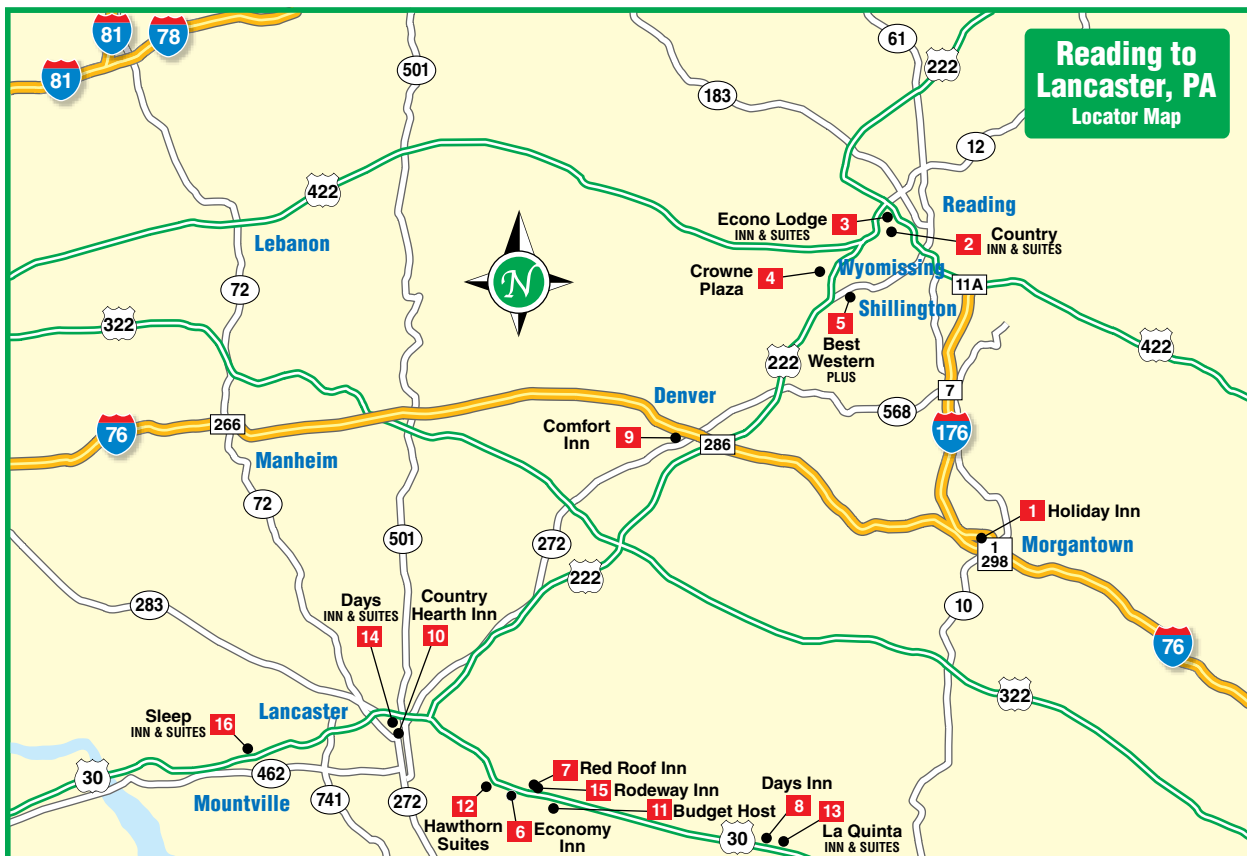 81
78
81
501
61
222
183
12
Reading to
Lancaster, PA
Locator Map
422
Lebanon
72
322
N
Econo Lodge
INN & SUITES
3
Reading
2
Country
INN & SUITES
Crowne
Plaza
4
Wyomissing
Shillington
11A
5
Best
Western
PLUS
222
422
7
568
176
Denver
Comfort
Inn
9
286
76
266
Manheim
72
501
272
222
1
Holiday Inn
1
298
Morgantown
10
76
322
283
Days
INN & SUITES
14
Country
Hearth Inn
10
Lancaster
Sleep
INN & SUITES
16
30
462
Mountville
741
272
12
Hawthorn
Suites
6
Economy
Inn
7
Red Roof Inn
15
Rodeway Inn
11
Budget Host
Days Inn
8
13
La Quinta
INN & SUITES
30